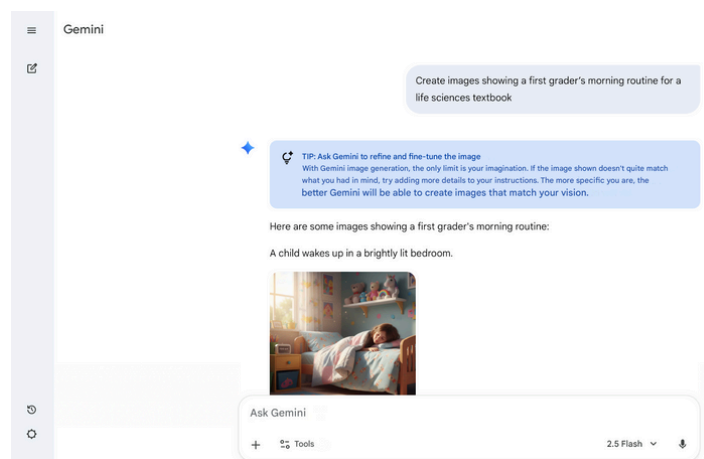 Gemini
Create images showing a first grader's morning routine for a
life sciences textbook
TIP: Ask Gemini to refine and fine-tune the image
With Gemini image generation, the only limit is your imagination. If the image shown doesn't quite match
what you had in mind, try adding more details to your instructions. The more specific you are, the
better Gemini will be able to create images that match your vision.
Here are some images showing a first grader's morning routine:
A child wakes up in a brightly lit bedroom.
Ask Gemini
Tools
2.5 Flash